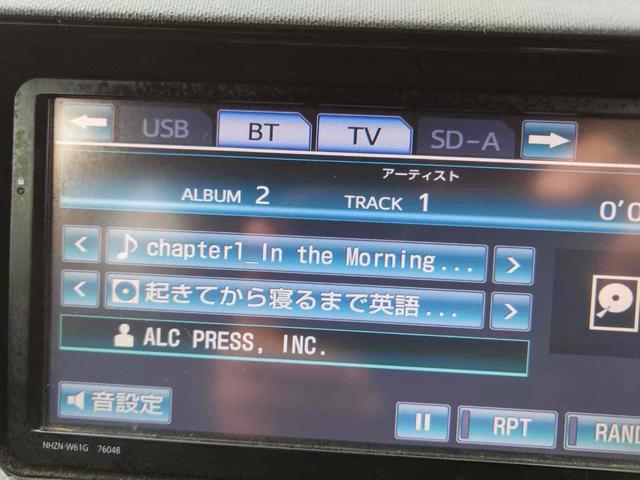 USB BT TV SD-A
アーティスト
ALBUM 2 TRACK 1 0'0
chapter1_In the Morning...
起きてから寝るまで英語...
ALC PRESS, INC.
音設定 RPT RAND
NHZN-W61G 76048